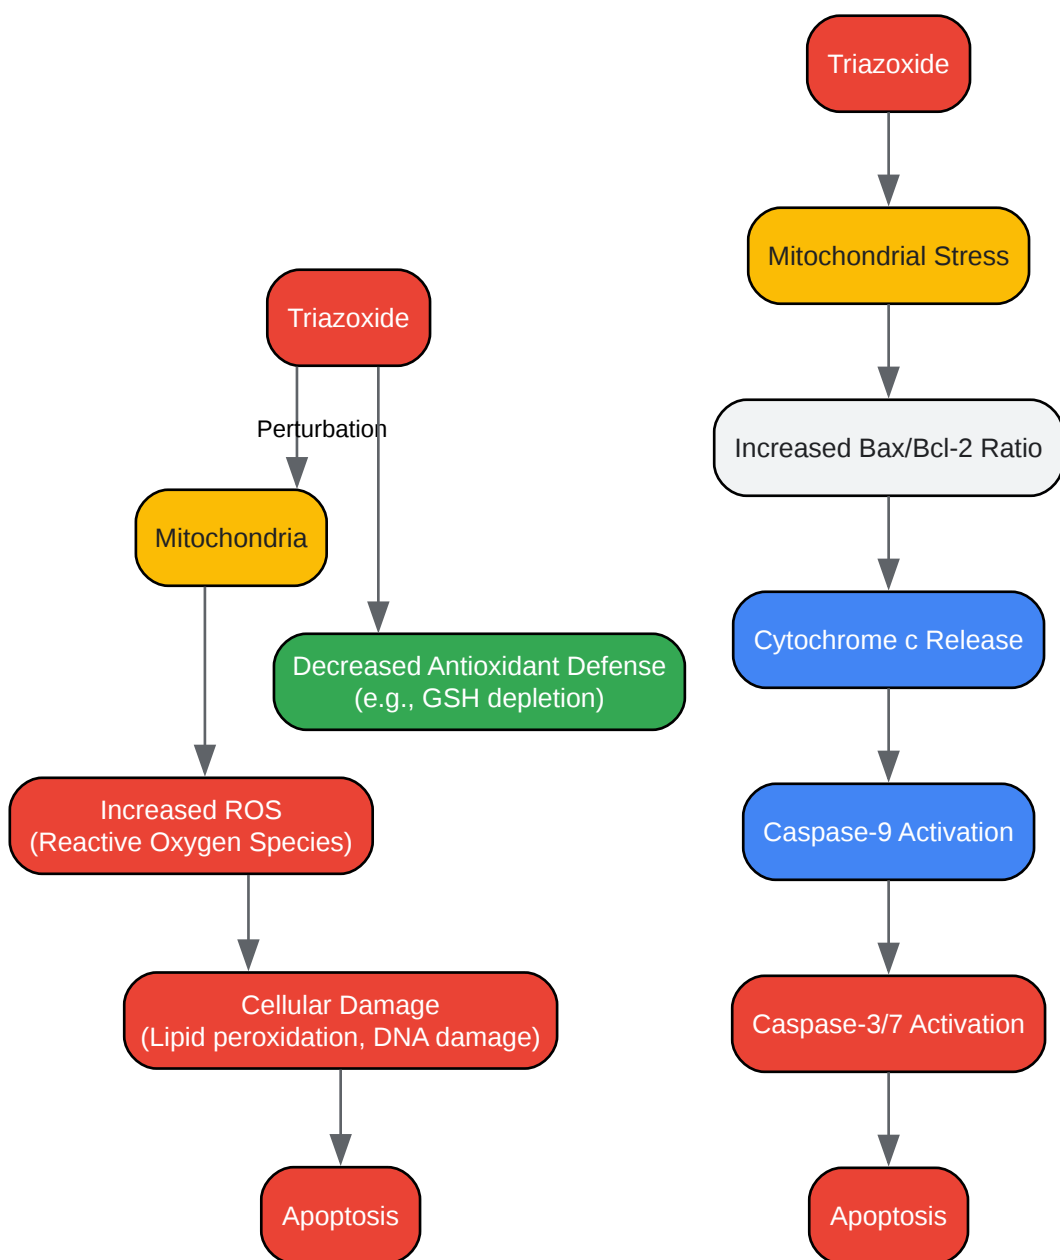 Triazoxide
Perturbation
Mitochondria
Decreased Antioxidant Defense
(e.g., GSH depletion)
Increased ROS
(Reactive Oxygen Species)
Cellular Damage
(Lipid peroxidation, DNA damage)
Apoptosis
Triazoxide
Mitochondrial Stress
Increased Bax/Bcl-2 Ratio
Cytochrome c Release
Caspase-9 Activation
Caspase-3/7 Activation
Apoptosis